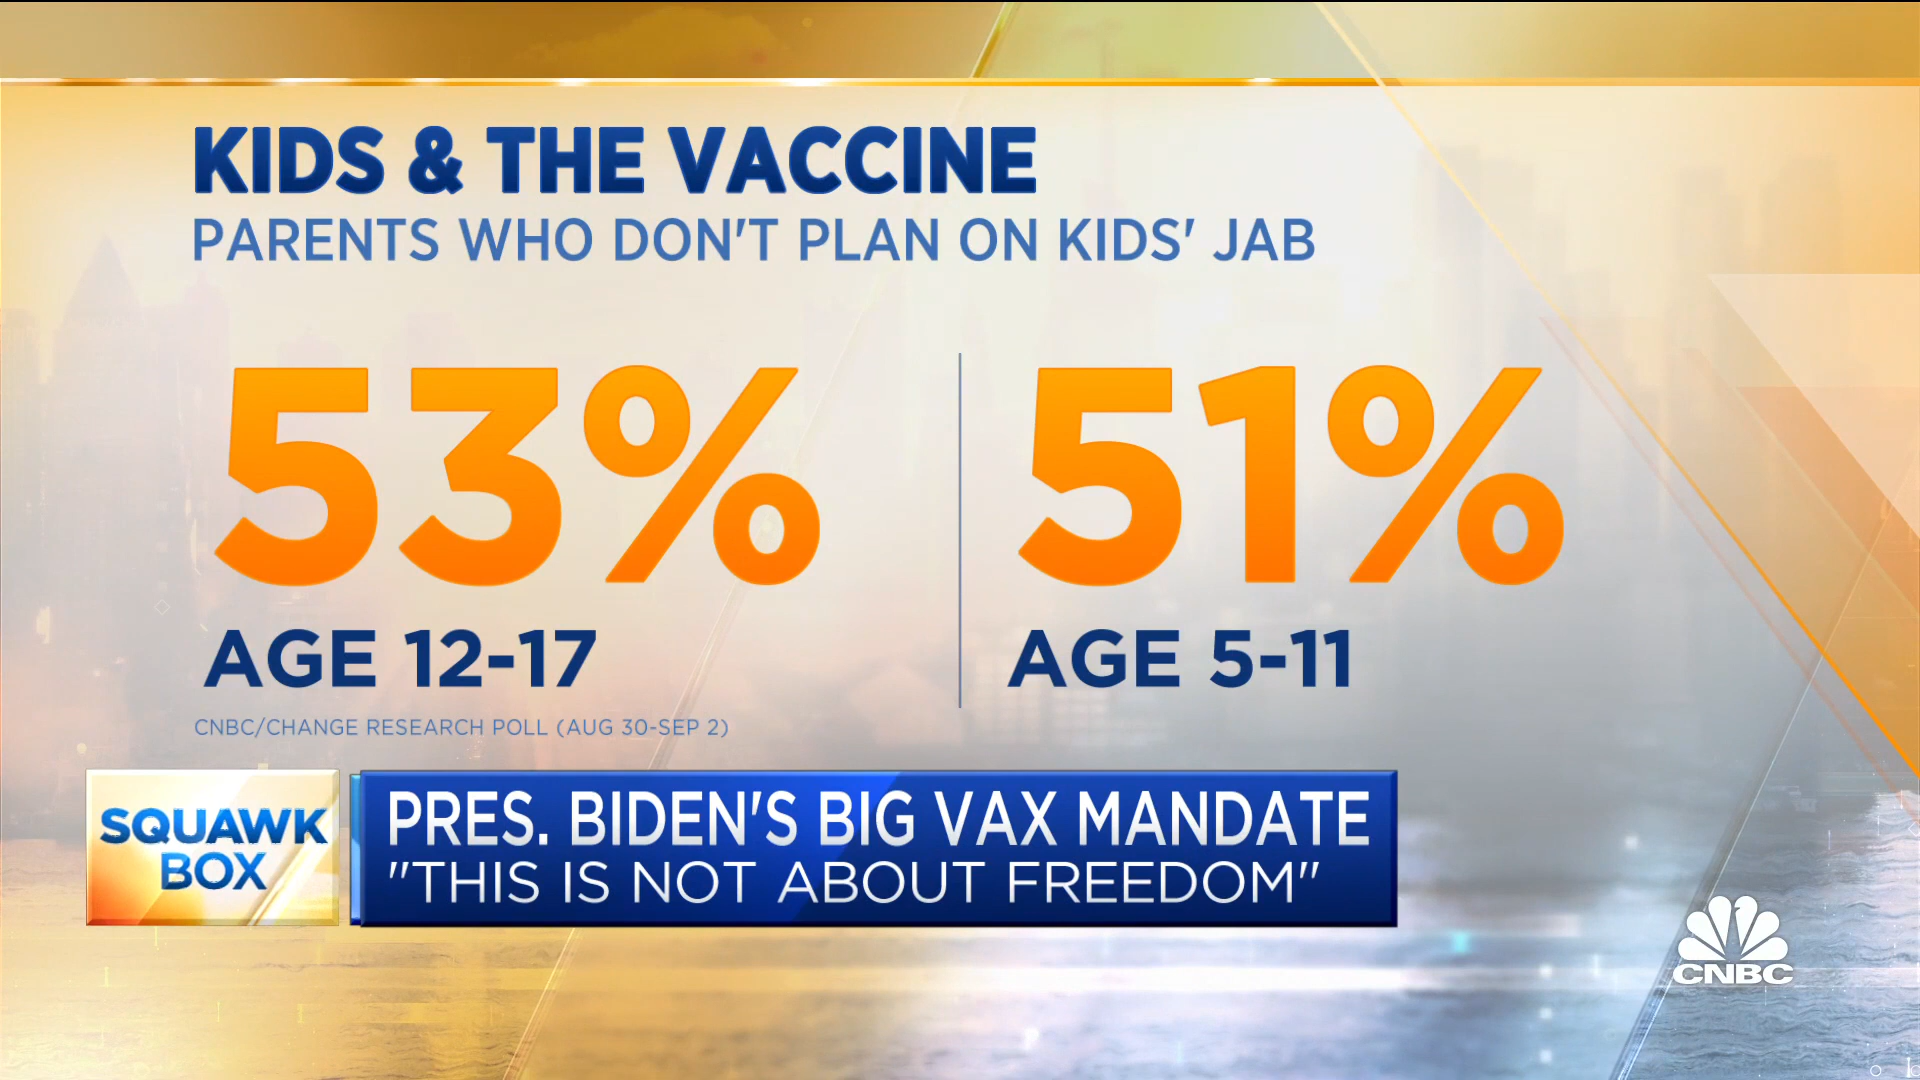 KIDS & THE VACCINE
PARENTS WHO DON'T PLAN ON KIDS' JAB
53%
AGE 12-17
51%
AGE 5-11
CNBC/CHANGE RESEARCH POLL (AUG 30-SEP 2)
SQUAWK
BOX
PRES. BIDEN'S BIG VAX MANDATE
"THIS IS NOT ABOUT FREEDOM"
CNBC